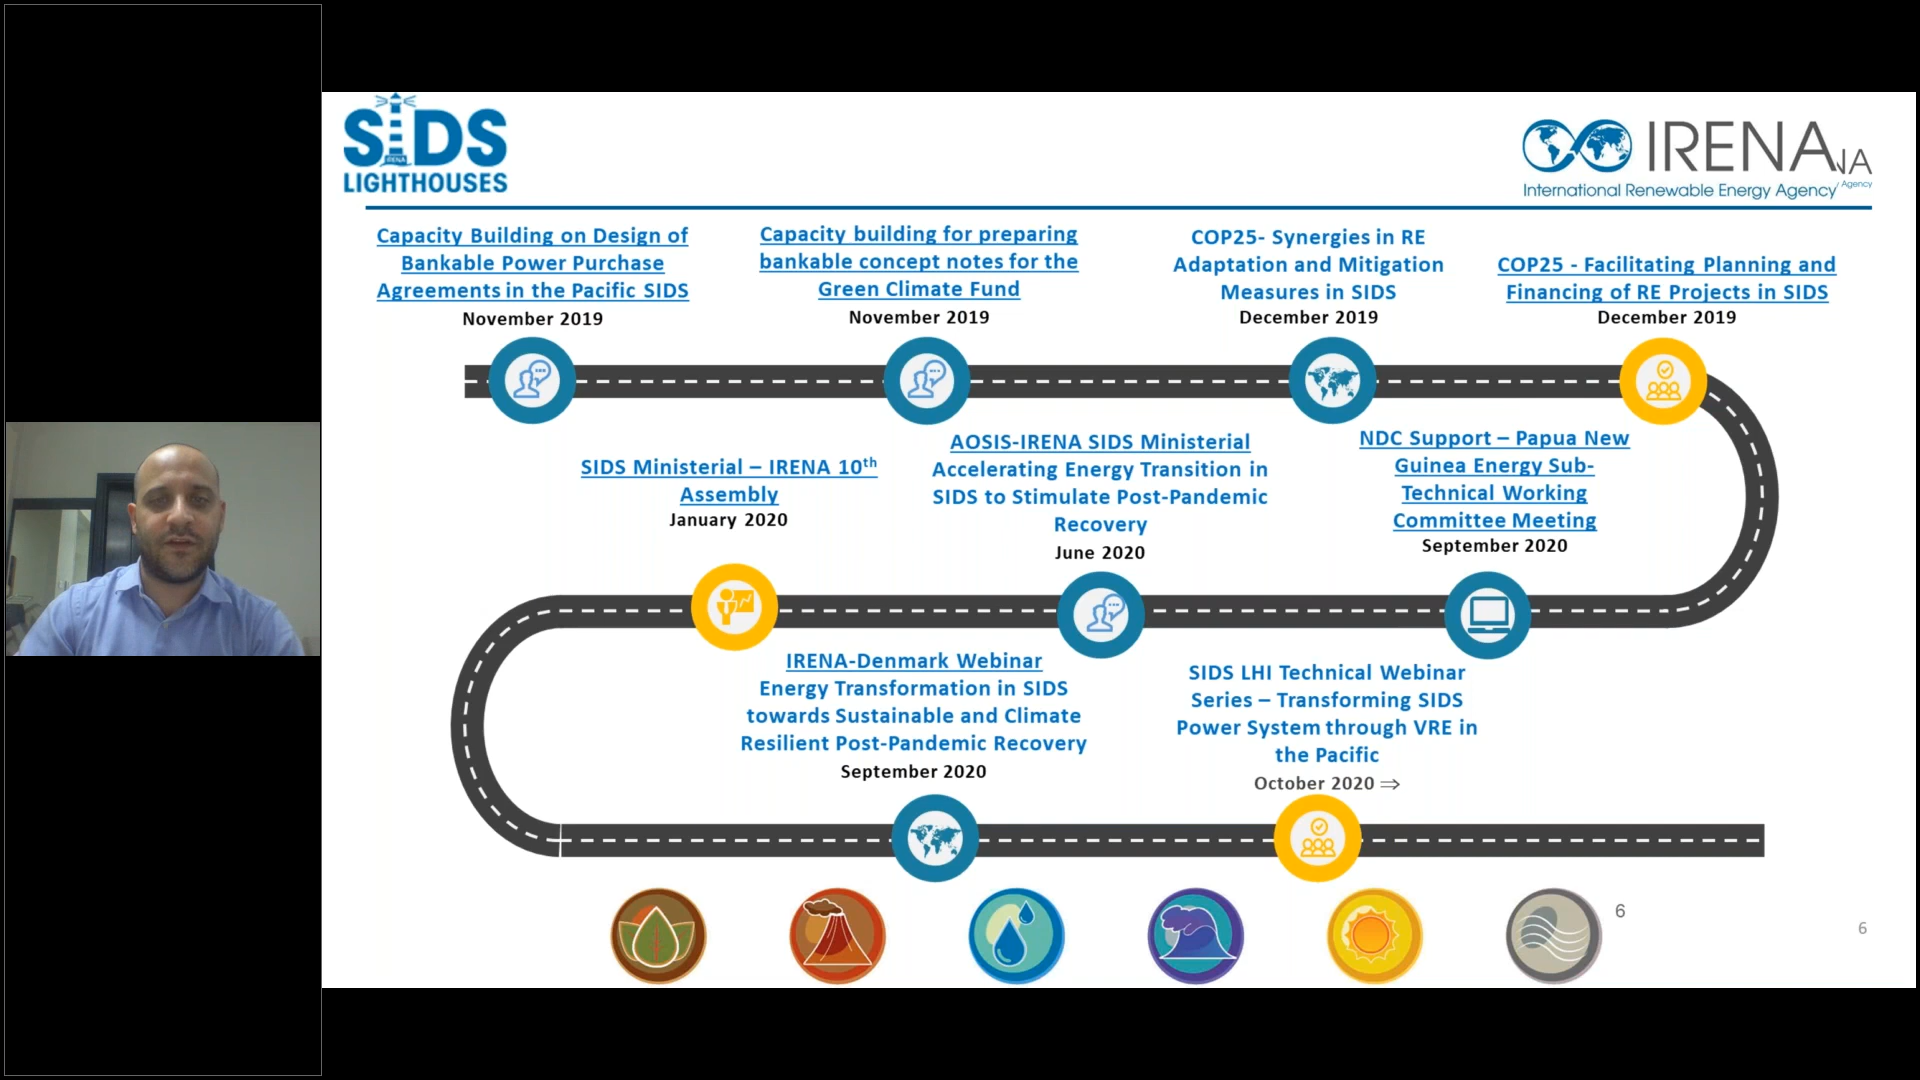 SIDS
IRENA
LIGHTHOUSES
IRENA
NA
International Renewable Energy Agency
Agency
Capacity Building on Design of
Bankable Power Purchase
Agreements in the Pacific SIDS
November 2019
Capacity building for preparing
bankable concept notes for the
Green Climate Fund
November 2019
COP25- Synergies in RE
Adaptation and Mitigation
Measures in SIDS
December 2019
COP25 - Facilitating Planning and
Financing of RE Projects in SIDS
December 2019
SIDS Ministerial – IRENA 10th
Assembly
January 2020
AOSIS-IRENA SIDS Ministerial
Accelerating Energy Transition in
SIDS to Stimulate Post-Pandemic
Recovery
June 2020
NDC Support – Papua New
Guinea Energy Sub-
Technical Working
Committee Meeting
September 2020
IRENA-Denmark Webinar
Energy Transformation in SIDS
towards Sustainable and Climate
Resilient Post-Pandemic Recovery
September 2020
SIDS LHI Technical Webinar
Series – Transforming SIDS
Power System through VRE in
the Pacific
October 2020 ⇒
6
6